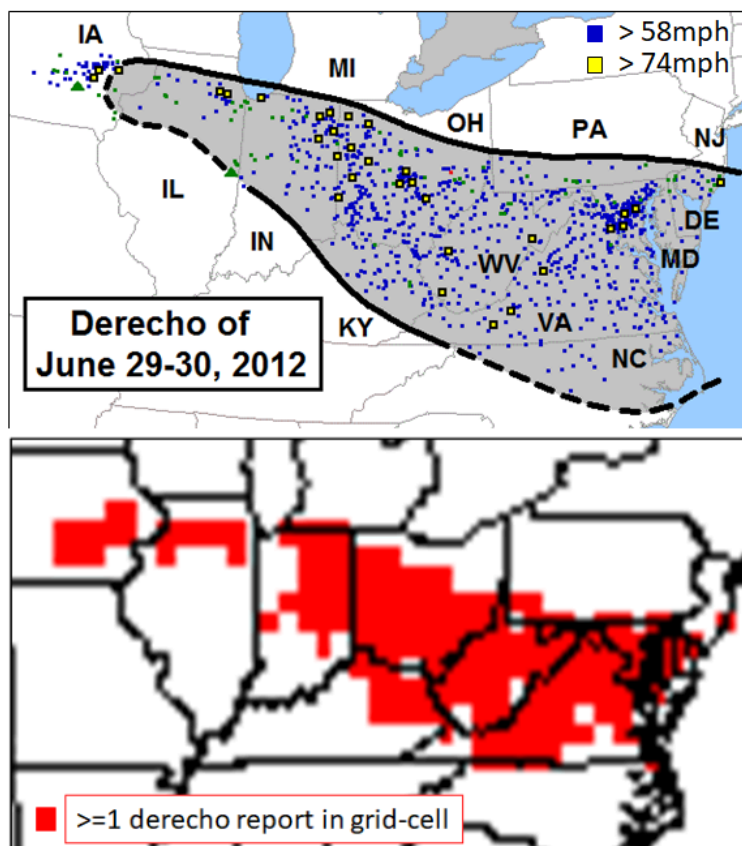 IA
> 58mph
> 74mph
MI
OH
PA
NJ
IL
IN
DE
MD
WV
KY
VA
NC
Derecho of
June 29-30, 2012
>=1 derecho report in grid-cell